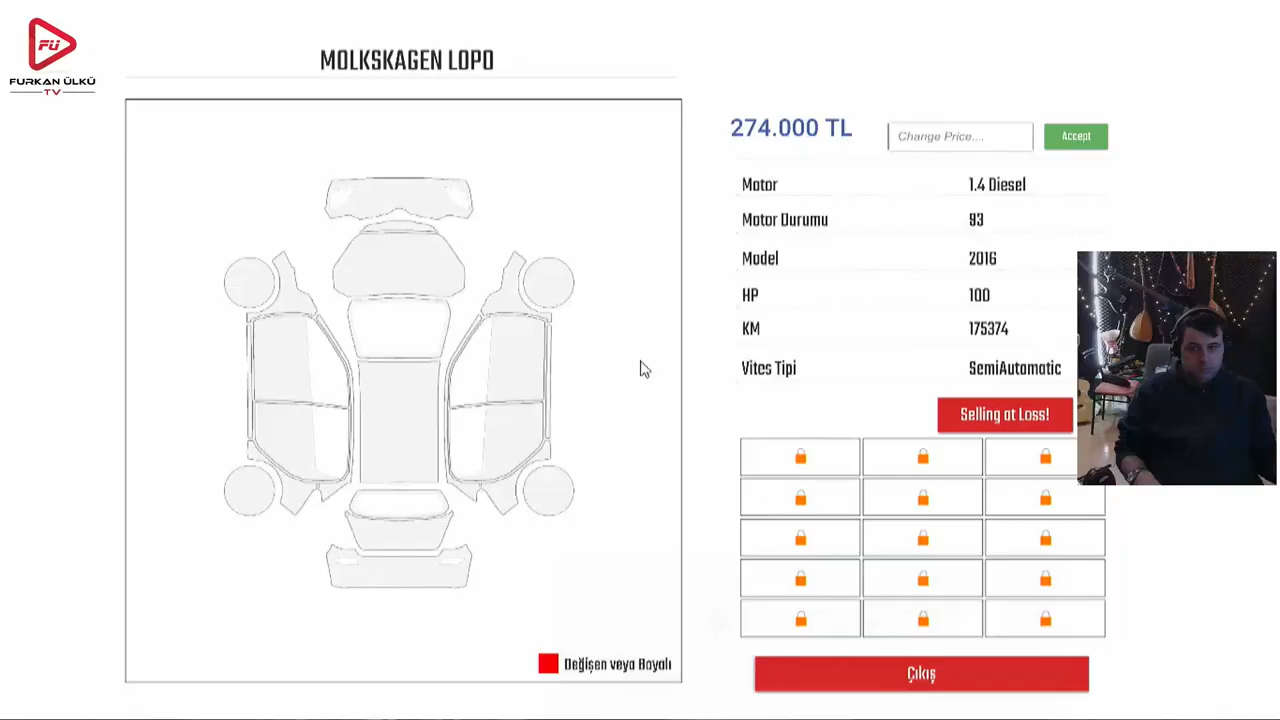 FU
FURKAN ÜLKÜ
TV
MOLKSKAGEN LOPO
274.000 TL
Change Price....
Accept
Motor 1.4 Diesel
Motor Durumu 93
Model 2016
HP 100
KM 175374
Vites Tipi SemiAutomatic
Selling at Loss!
Değişen veya Boyalı
Çıkış